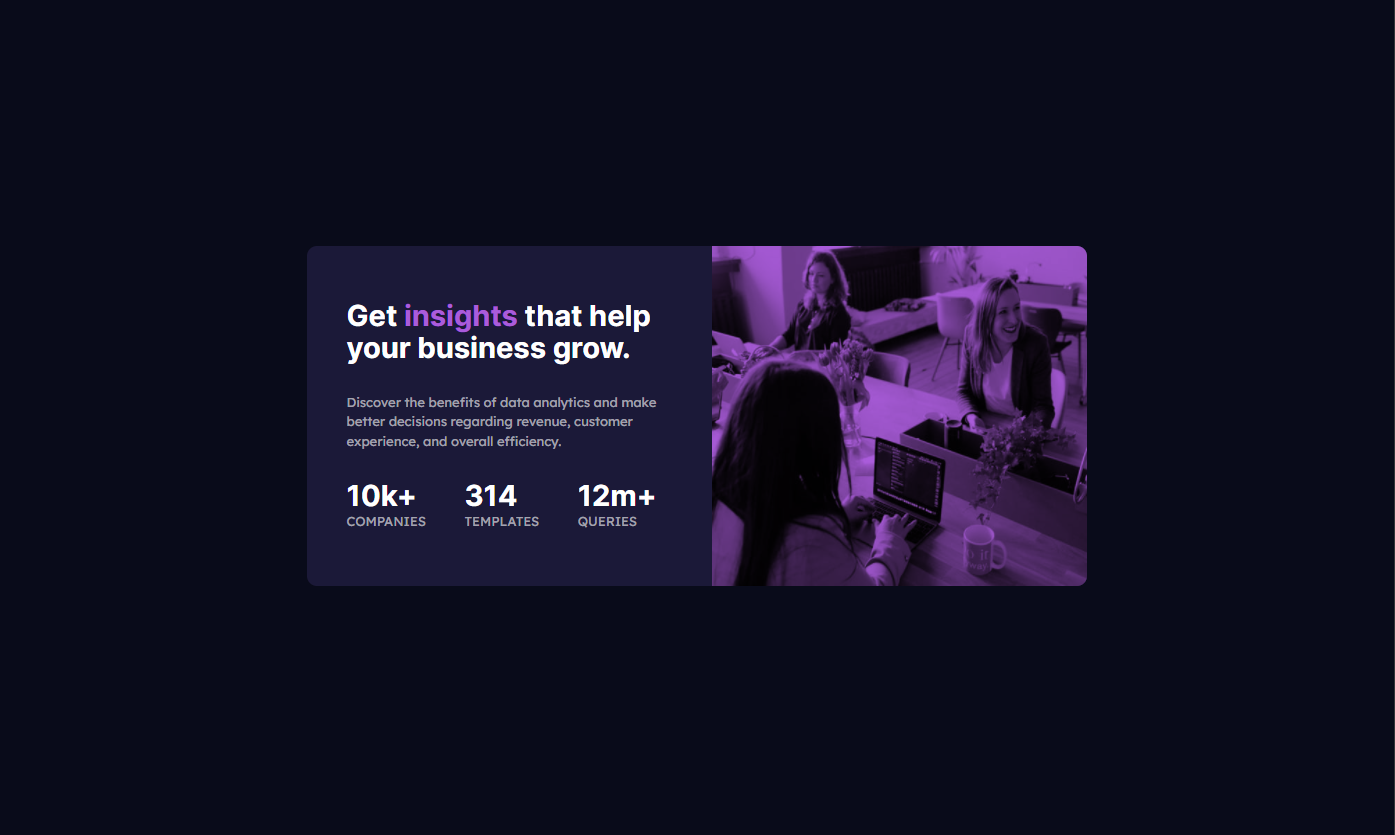 Get insights that help
your business grow.
Discover the benefits of data analytics and make
better decisions regarding revenue, customer
experience, and overall efficiency.
10k+ 314 12m+
COMPANIES TEMPLATES QUERIES